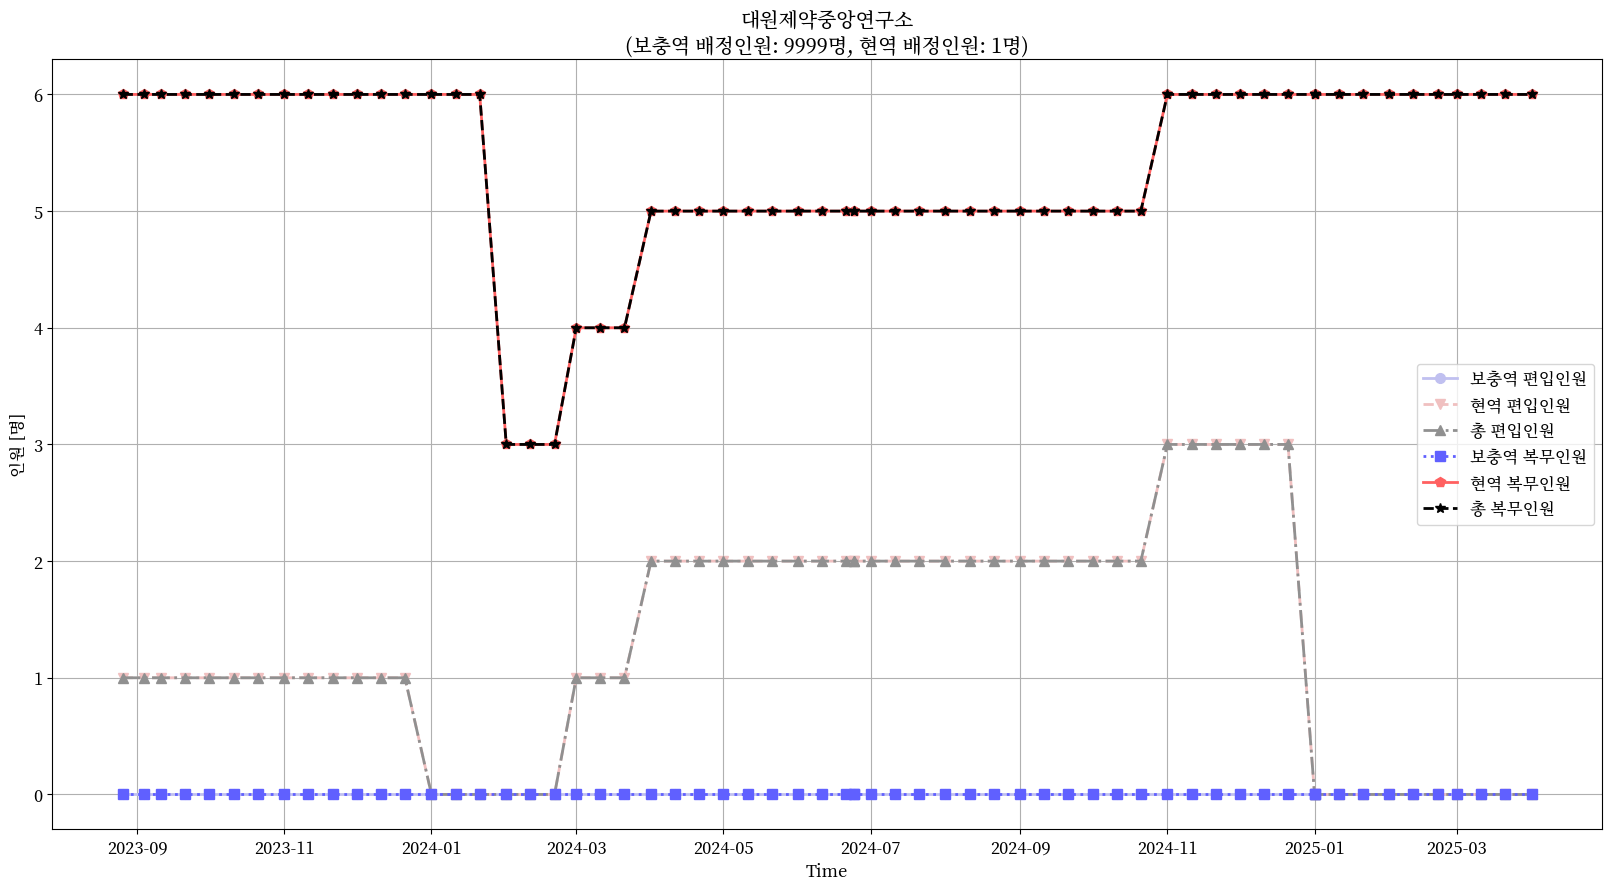 대원제약중앙연구소
(보충역 배정인원: 9999명, 현역 배정인원: 1명)
인원 [명]
6
5
4
3
2
1
0
보충역 편입인원
현역 편입인원
총 편입인원
보충역 복무인원
현역 복무인원
총 복무인원
2023-09
2023-11
2024-01
2024-03
2024-05
2024-07
2024-09
2024-11
2025-01
2025-03
Time